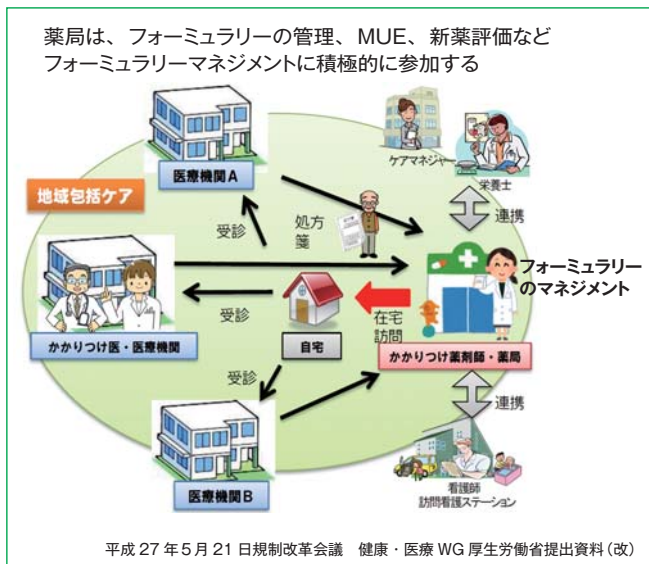 薬局は、フォーミュラリーの管理、MUE、新薬評価など
フォーミュラリーマネジメントに積極的に参加する
医療機関A
ケアマネジャー
栄養士
地域包括ケア
受診
処方
箋
連携
フォーミュラリー
のマネジメント
かかりつけ医・医療機関
受診
自宅
在宅
訪問
かかりつけ薬剤師・薬局
受診
連携
医療機関B
看護師
訪問看護ステーション
平成27年5月21日規制改革会議 健康・医療WG厚生労働省提出資料(改)